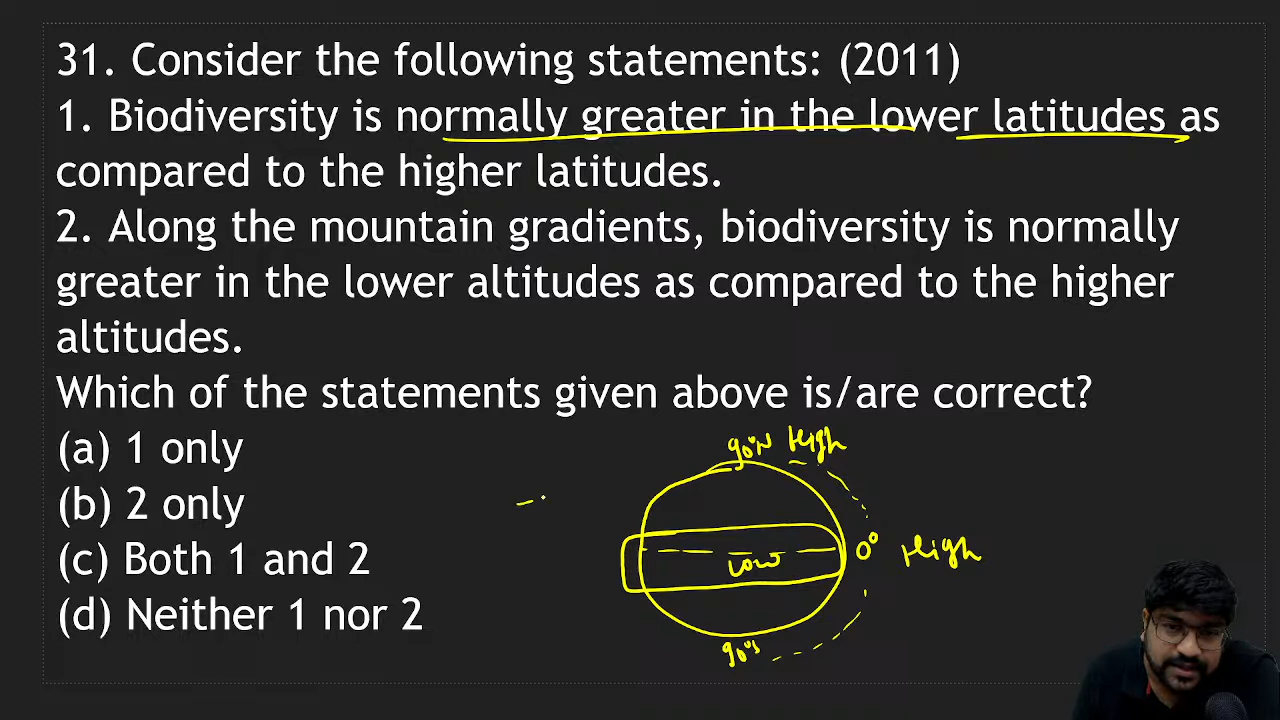 31. Consider the following statements: (2011)
1. Biodiversity is normally greater in the lower latitudes as
compared to the higher latitudes.
2. Along the mountain gradients, biodiversity is normally
greater in the lower altitudes as compared to the higher
altitudes.
Which of the statements given above is/are correct?
(a) 1 only
(b) 2 only
(c) Both 1 and 2
(d) Neither 1 nor 2
90°N High
0° High
Low
90°S